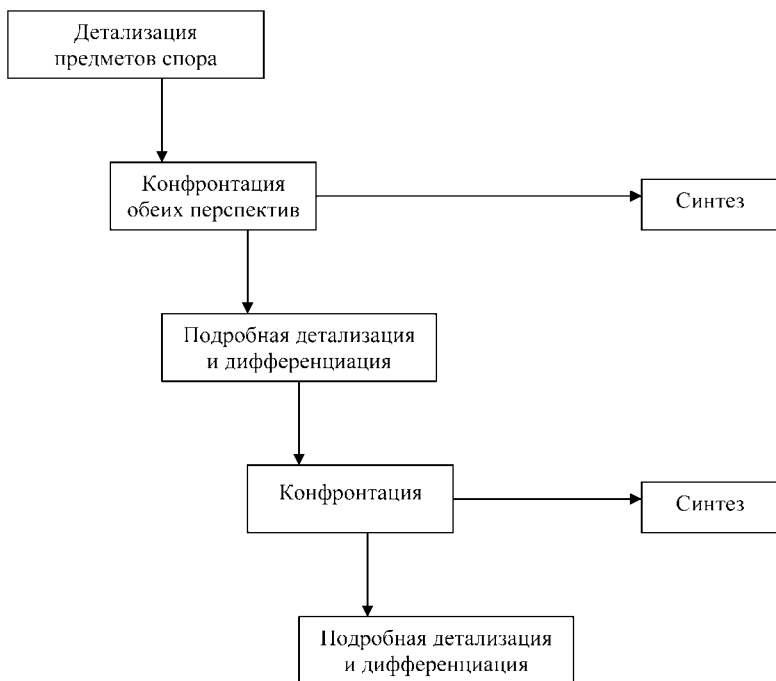 Детализация
предметов спора
Конфронтация
обеих перспектив
Синтез
Подробная детализация
и дифференциация
Конфронтация
Синтез
Подробная детализация
и дифференциация